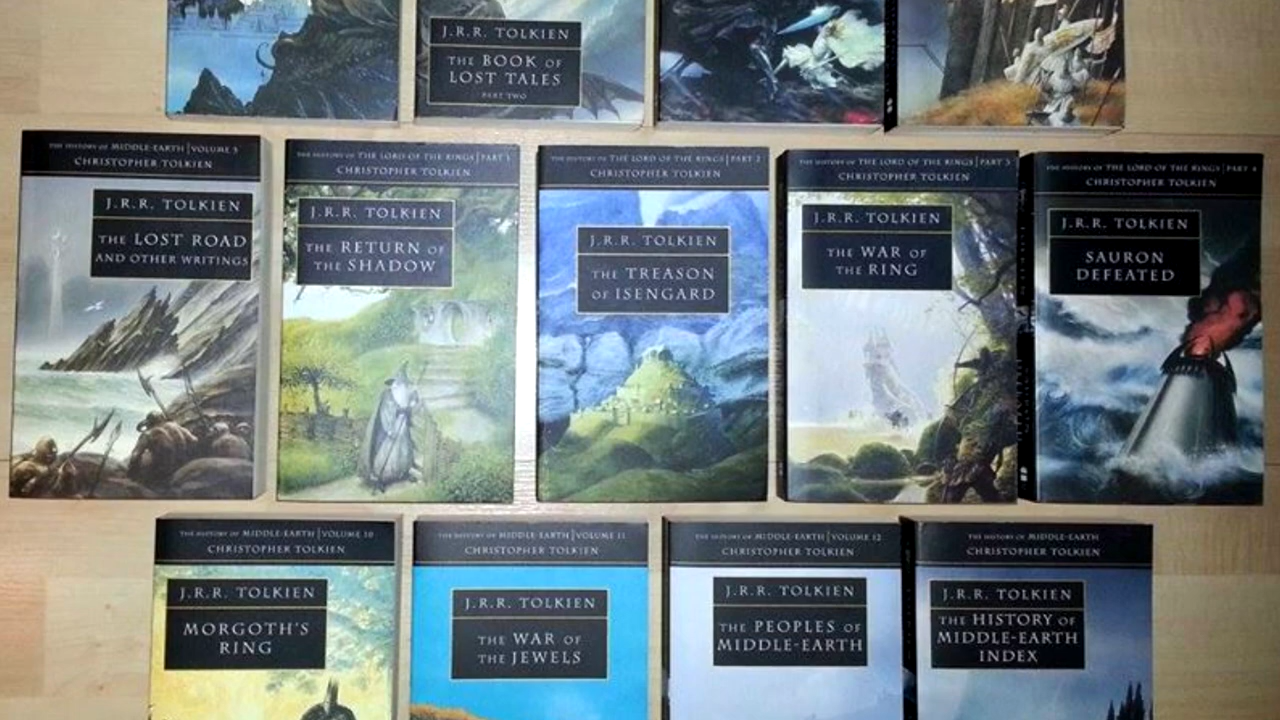 J.R.R. TOLKIEN
THE BOOK OF
LOST TALES
PART TWO
THE HISTORY OF MIDDLE-EARTH | VOLUME 5
CHRISTOPHER TOLKIEN
J.R.R. TOLKIEN
THE LOST ROAD
AND OTHER WRITINGS
THE HISTORY OF THE LORD OF THE RINGS | PART 1
CHRISTOPHER TOLKIEN
J.R.R. TOLKIEN
THE RETURN OF
THE SHADOW
THE HISTORY OF THE LORD OF THE RINGS | PART 2
CHRISTOPHER TOLKIEN
J.R.R. TOLKIEN
THE TREASON
OF ISENGARD
THE HISTORY OF THE LORD OF THE RINGS | PART 3
CHRISTOPHER TOLKIEN
J.R.R. TOLKIEN
THE WAR OF
THE RING
THE HISTORY OF THE LORD OF THE RINGS | PART 4
CHRISTOPHER TOLKIEN
J.R.R. TOLKIEN
SAURON
DEFEATED
THE HISTORY OF MIDDLE-EARTH | VOLUME 10
CHRISTOPHER TOLKIEN
J.R.R. TOLKIEN
MORGOTH'S
RING
THE HISTORY OF MIDDLE-EARTH | VOLUME 11
CHRISTOPHER TOLKIEN
J.R.R. TOLKIEN
THE WAR OF
THE JEWELS
THE HISTORY OF MIDDLE-EARTH | VOLUME 12
CHRISTOPHER TOLKIEN
J.R.R. TOLKIEN
THE PEOPLES OF
MIDDLE-EARTH
THE HISTORY OF MIDDLE-EARTH
CHRISTOPHER TOLKIEN
J.R.R. TOLKIEN
THE HISTORY OF
MIDDLE-EARTH
INDEX